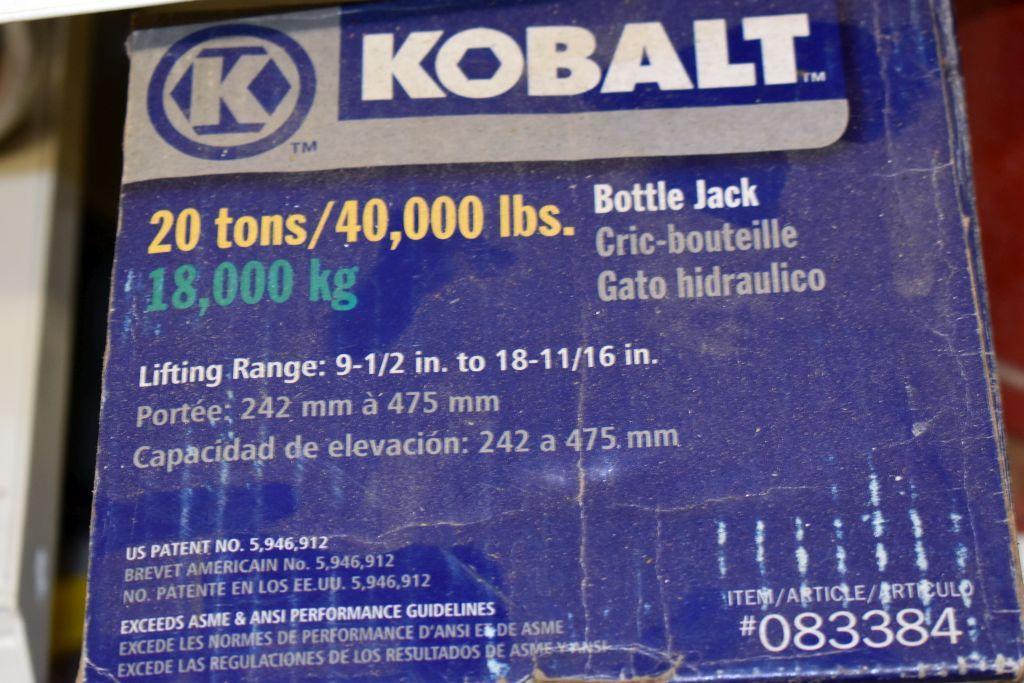 K TM
KOBALT TM
20 tons/40,000 lbs.
18,000 kg
Bottle Jack
Cric-bouteille
Gato hidraulico
Lifting Range: 9-1/2 in. to 18-11/16 in.
Portée: 242 mm à 475 mm
Capacidad de elevación: 242 a 475 mm
US PATENT NO. 5,946,912
BREVET AMERICAIN No. 5,946,912
NO. PATENTE EN LOS EE.UU. 5,946,912
EXCEEDS ASME & ANSI PERFORMANCE GUIDELINES
EXCEDE LES NORMES DE PERFORMANCE D'ANSI ET DE ASME
EXCEDE LAS REGULACIONES DE LOS RESULTADOS DE ASME Y ANSI
ITEM/ARTICLE/ARTICULO
#083384